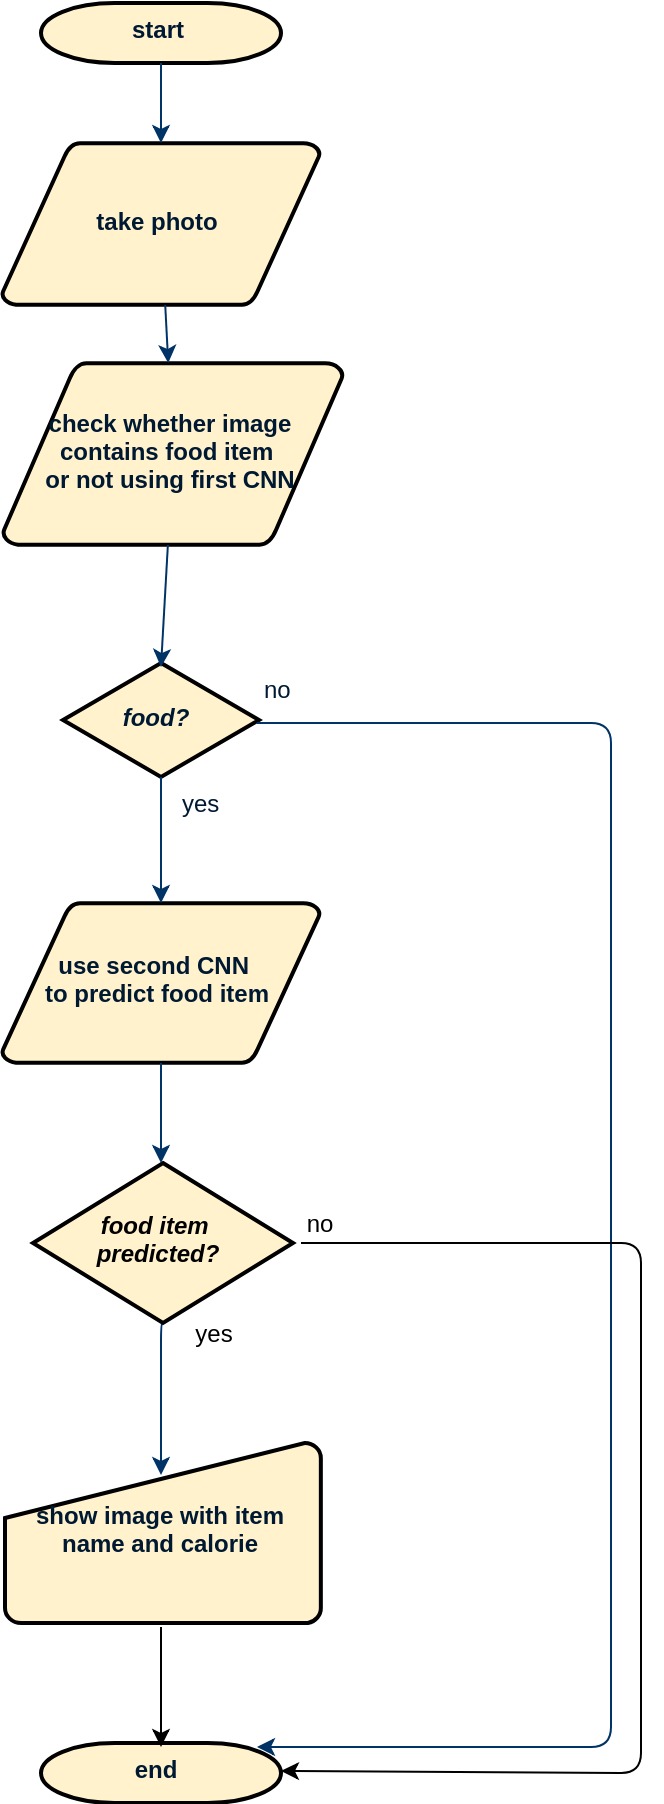 start
take photo
check whether image
contains food item
or not using first CNN
food?
no
yes
use second CNN
to predict food item
food item
predicted?
no
yes
show image with item
name and calorie
end